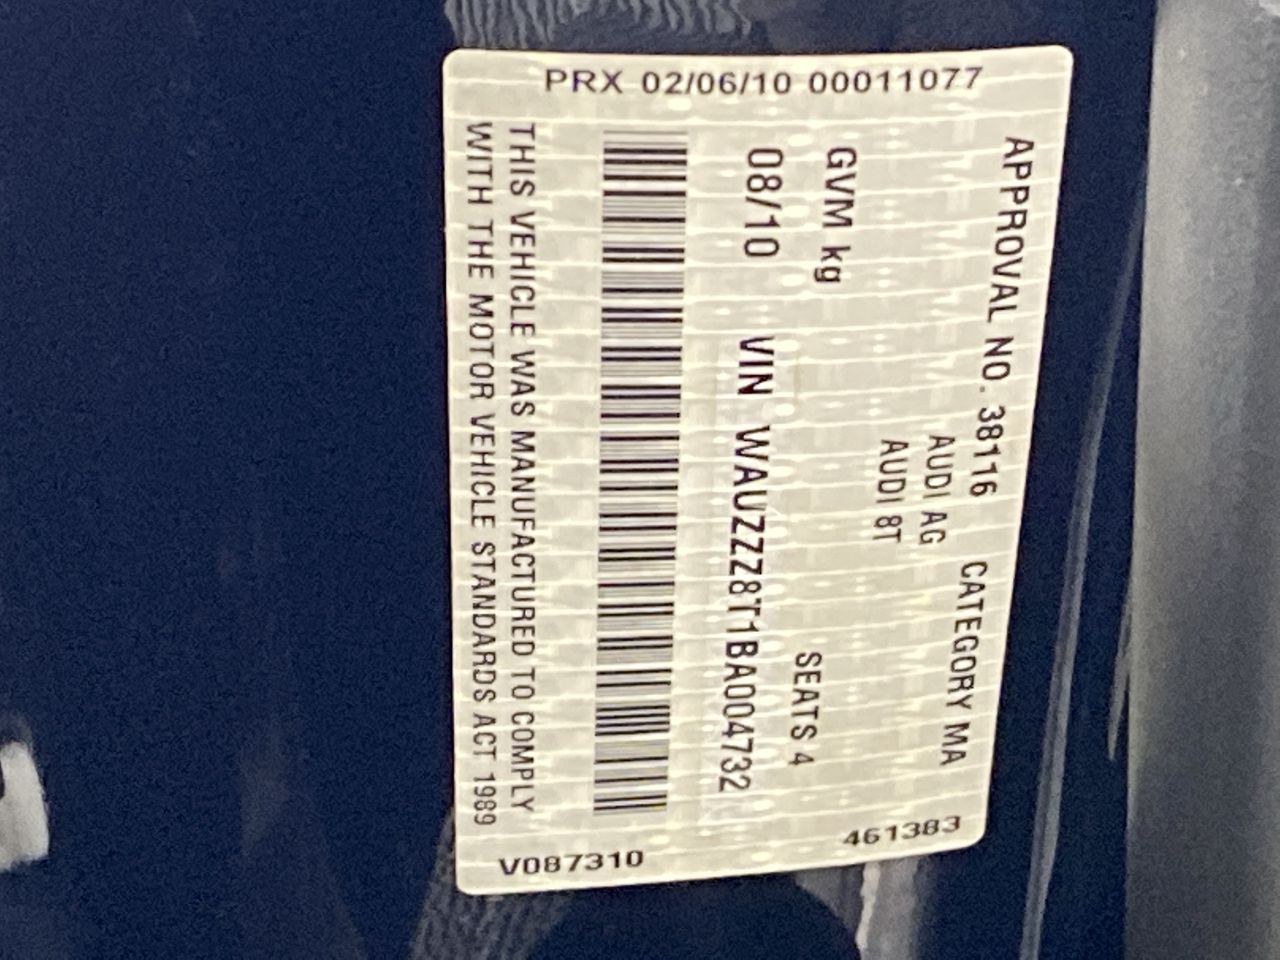 PRX 02/06/10 00011077
APPROVAL NO. 38116 CATEGORY MA
AUDI AG
AUDI 8T
GVM kg SEATS 4
08/10 VIN WAUZZZ8T1BA004732
THIS VEHICLE WAS MANUFACTURED TO COMPLY
WITH THE MOTOR VEHICLE STANDARDS ACT 1989
V087310
461383